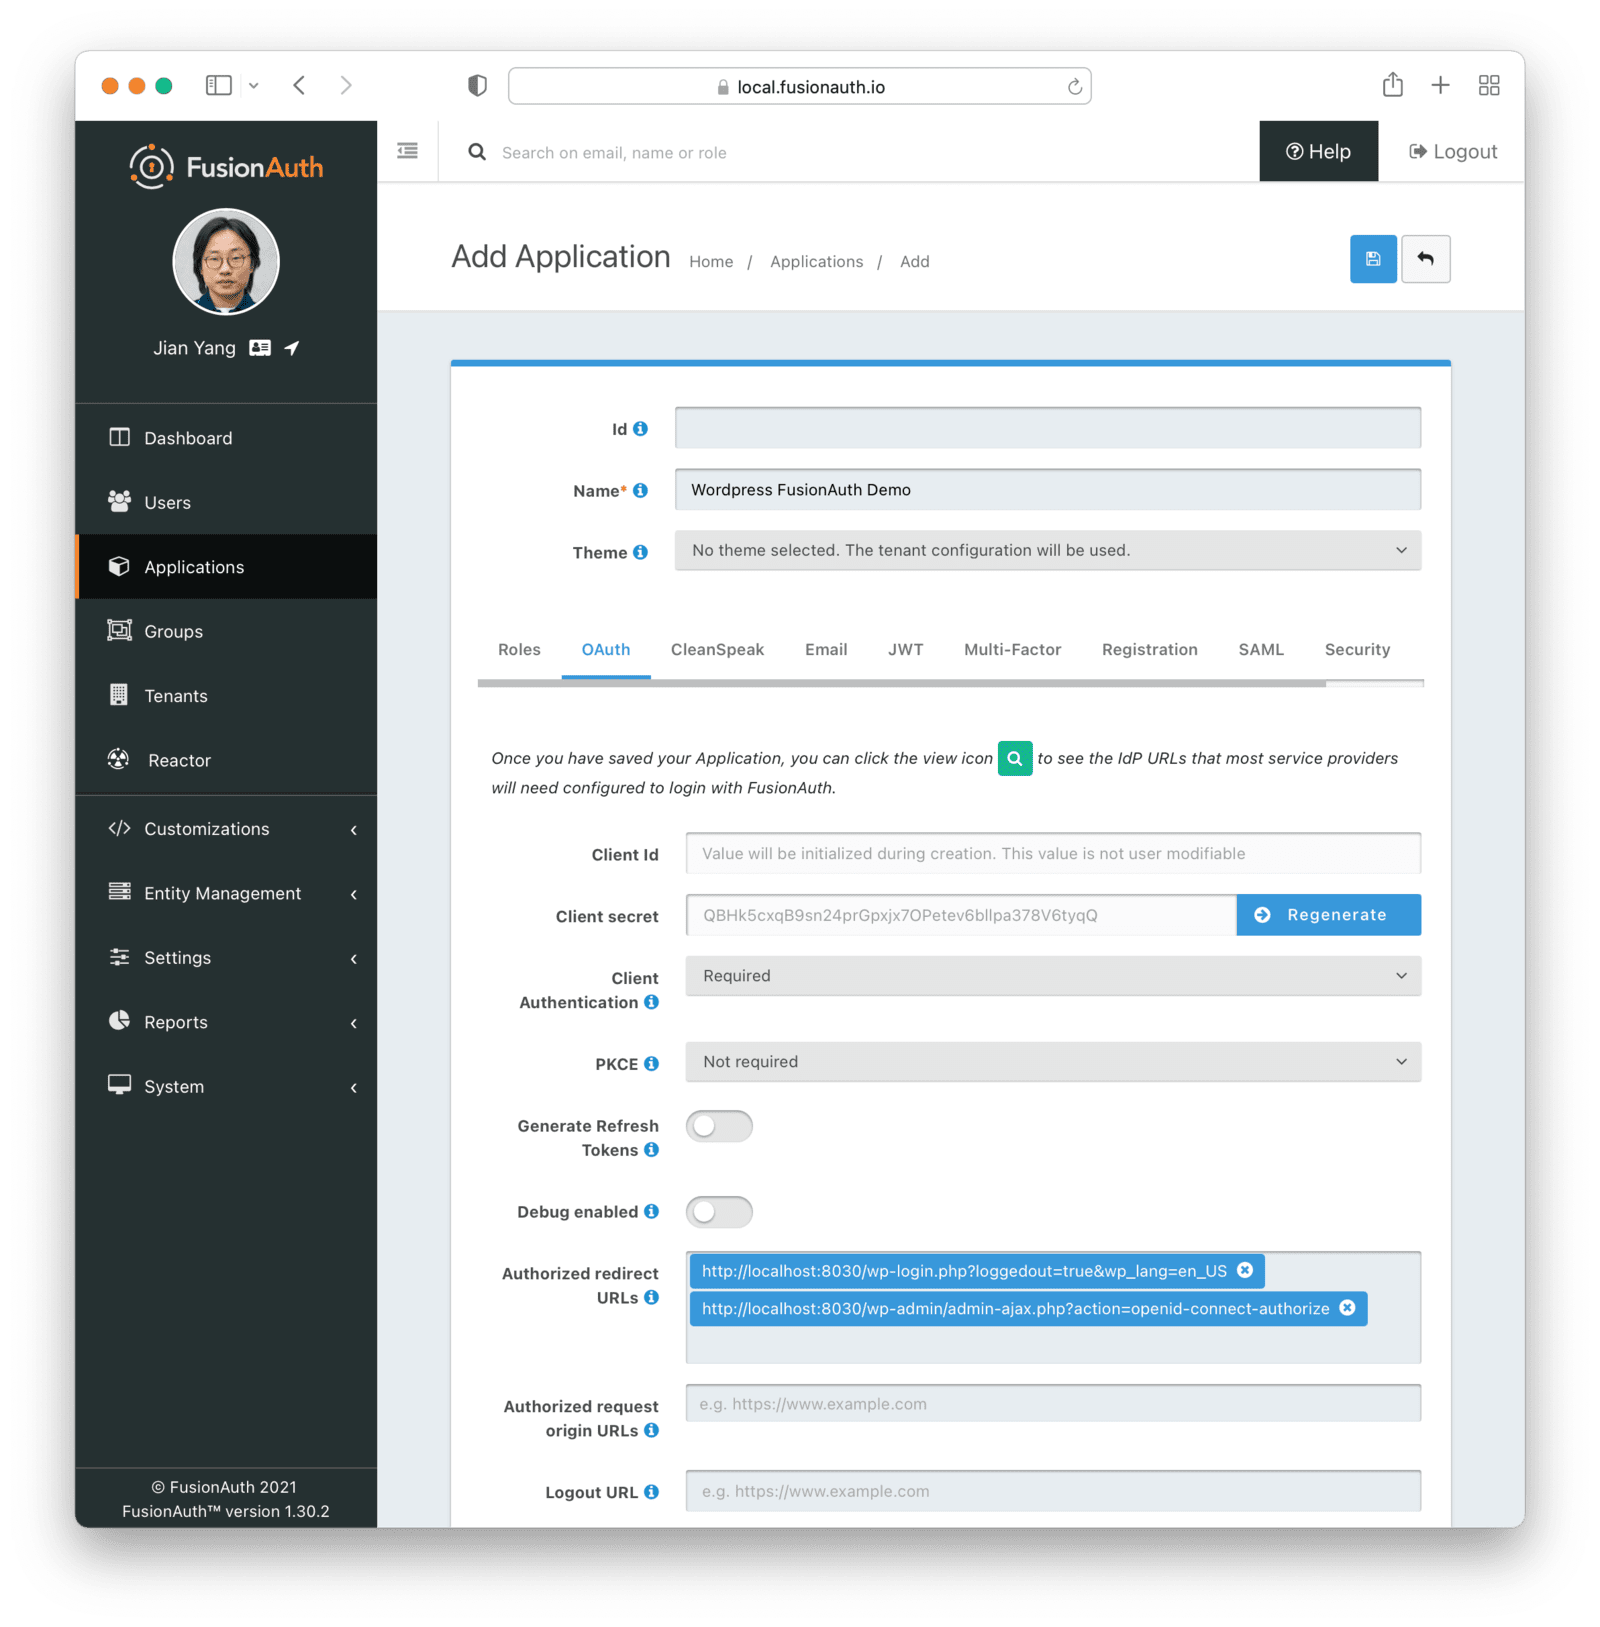 local.fusionauth.io
FusionAuth
Search on email, name or role
Help
Logout
Jian Yang
Dashboard
Users
Applications
Groups
Tenants
Reactor
Customizations
Entity Management
Settings
Reports
System
© FusionAuth 2021
FusionAuth™ version 1.30.2
Add Application
Home / Applications / Add
Id
Name* Wordpress FusionAuth Demo
Theme No theme selected. The tenant configuration will be used.
Roles OAuth CleanSpeak Email JWT Multi-Factor Registration SAML Security
Once you have saved your Application, you can click the view icon to see the IdP URLs that most service providers
will need configured to login with FusionAuth.
Client Id Value will be initialized during creation. This value is not user modifiable
Client secret QBHk5cxqB9sn24prGpxjx7OPetev6bllpa378V6tyqQ Regenerate
Client
Authentication
Required
PKCE Not required
Generate Refresh
Tokens
Debug enabled
Authorized redirect
URLs
http://localhost:8030/wp-login.php?loggedout=true&wp_lang=en_US
http://localhost:8030/wp-admin/admin-ajax.php?action=openid-connect-authorize
Authorized request
origin URLs
e.g. https://www.example.com
Logout URL e.g. https://www.example.com